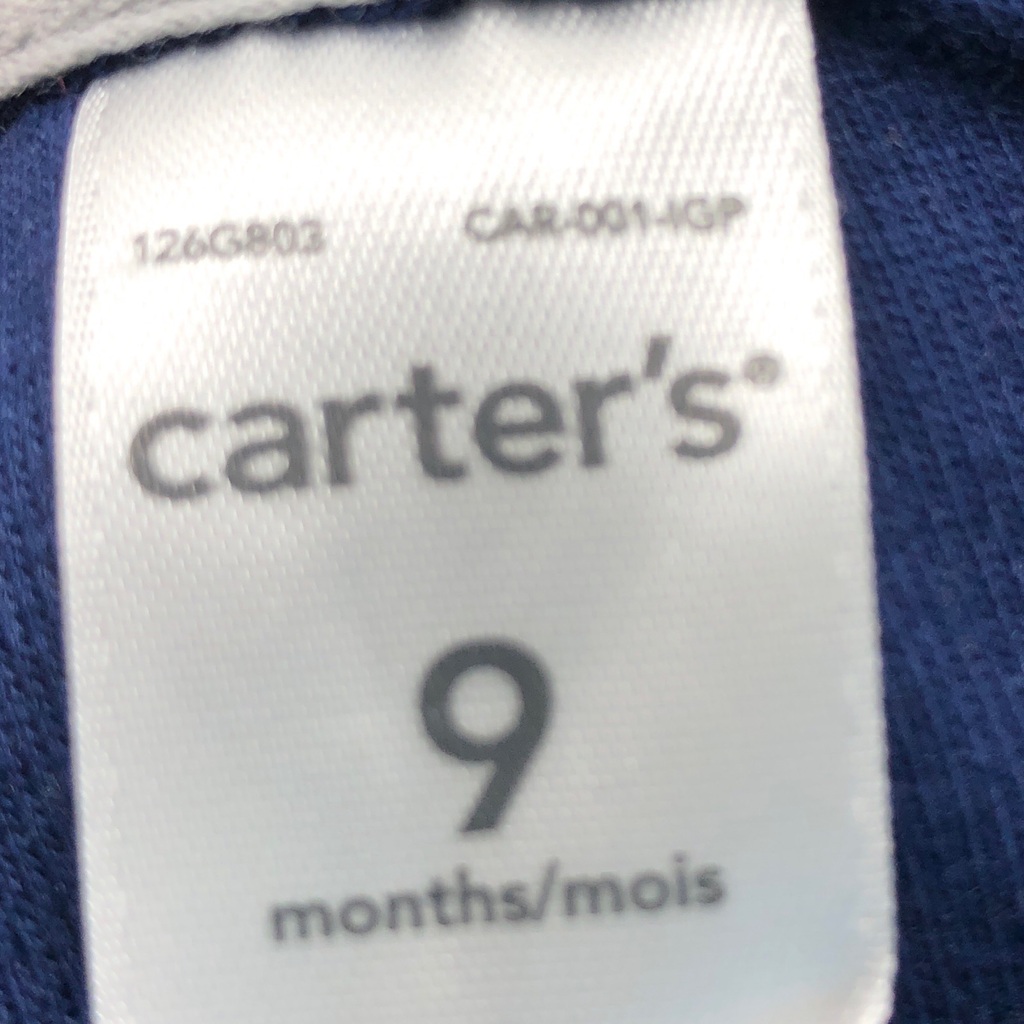 126G803 CAR-001-IGP
carter's®
9
months/mois